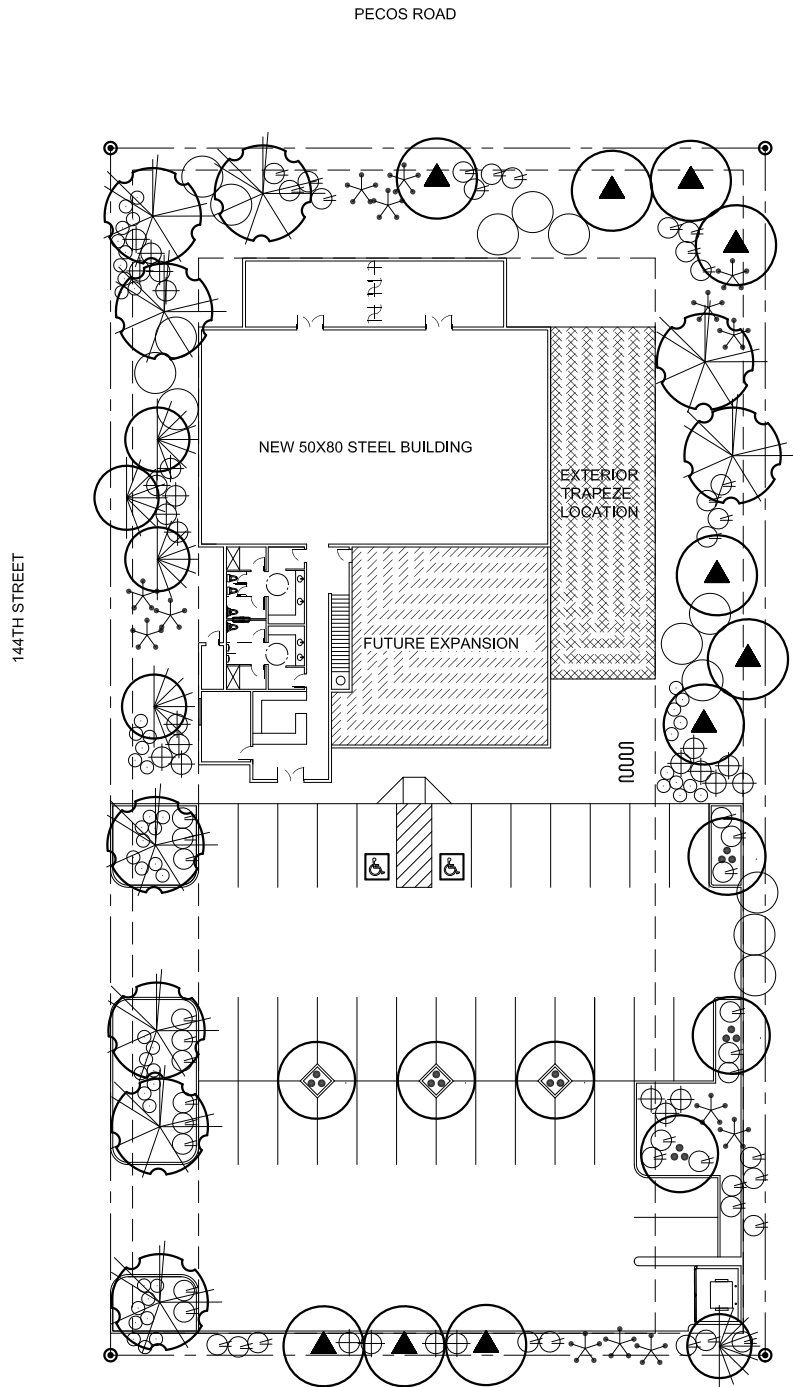 PECOS ROAD
NEW 50X80 STEEL BUILDING
EXTERIOR
TRAPEZE
LOCATION
144TH STREET
FUTURE EXPANSION